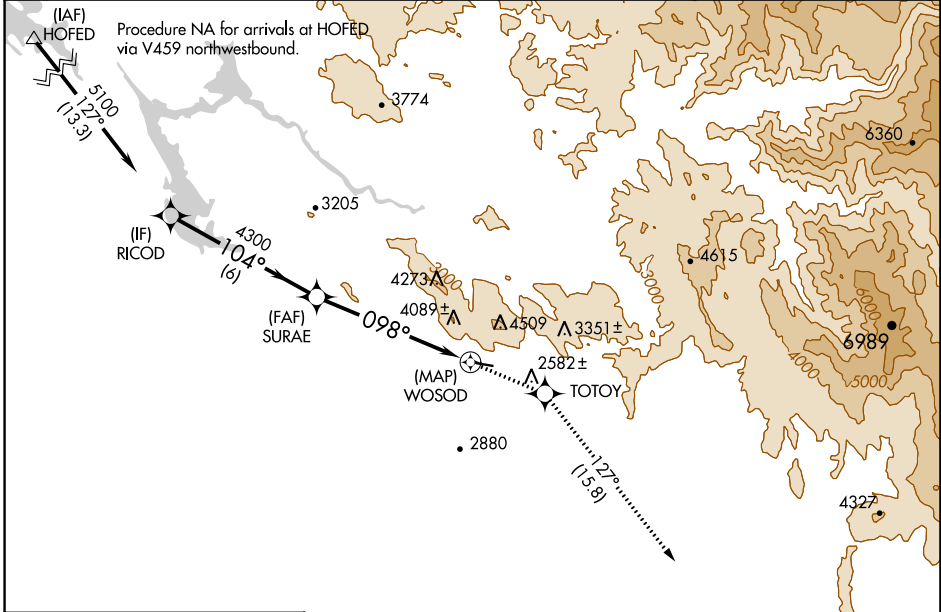 (IAF)
HOFED
Procedure NA for arrivals at HOFED
via V459 northwestbound.
5100
127°
(13.3)
3774
6360
3205
(IF)
RICOD
4300
104°
(6)
4615
3000
4273
3000
4089±
4509
3351±
6000
6989
(FAF)
SURAE
098°
4000
5000
2582±
(MAP)
WOSOD
TOTOY
2880
127°
(15.8)
4327